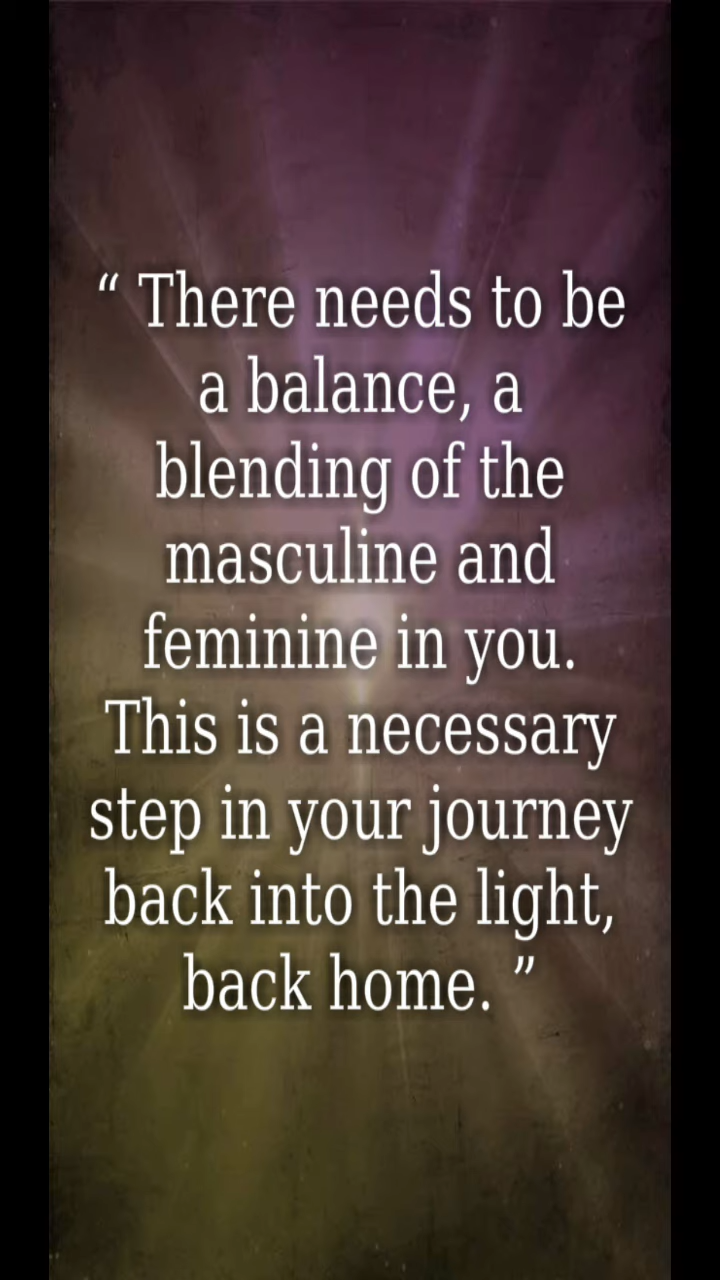 “ There needs to be
a balance, a
blending of the
masculine and
feminine in you.
This is a necessary
step in your journey
back into the light,
back home. ”